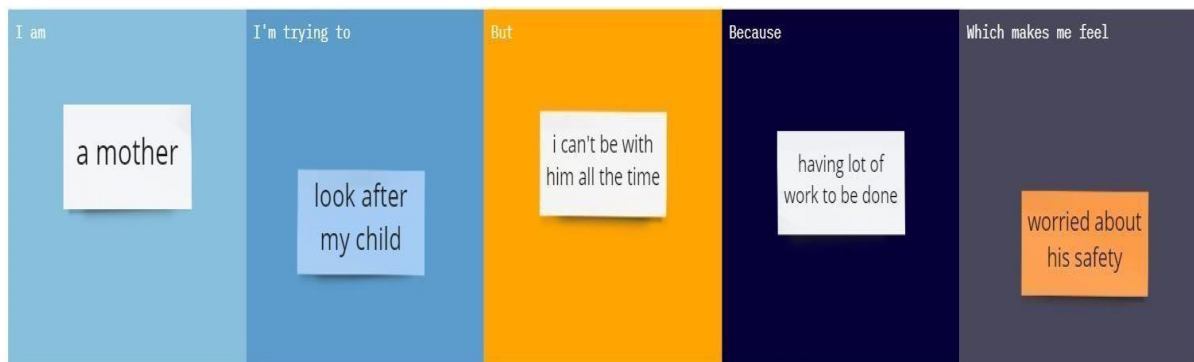 I am
a mother
I'm trying to
look after
my child
But
i can't be with
him all the time
Because
having lot of
work to be done
Which makes me feel
worried about
his safety